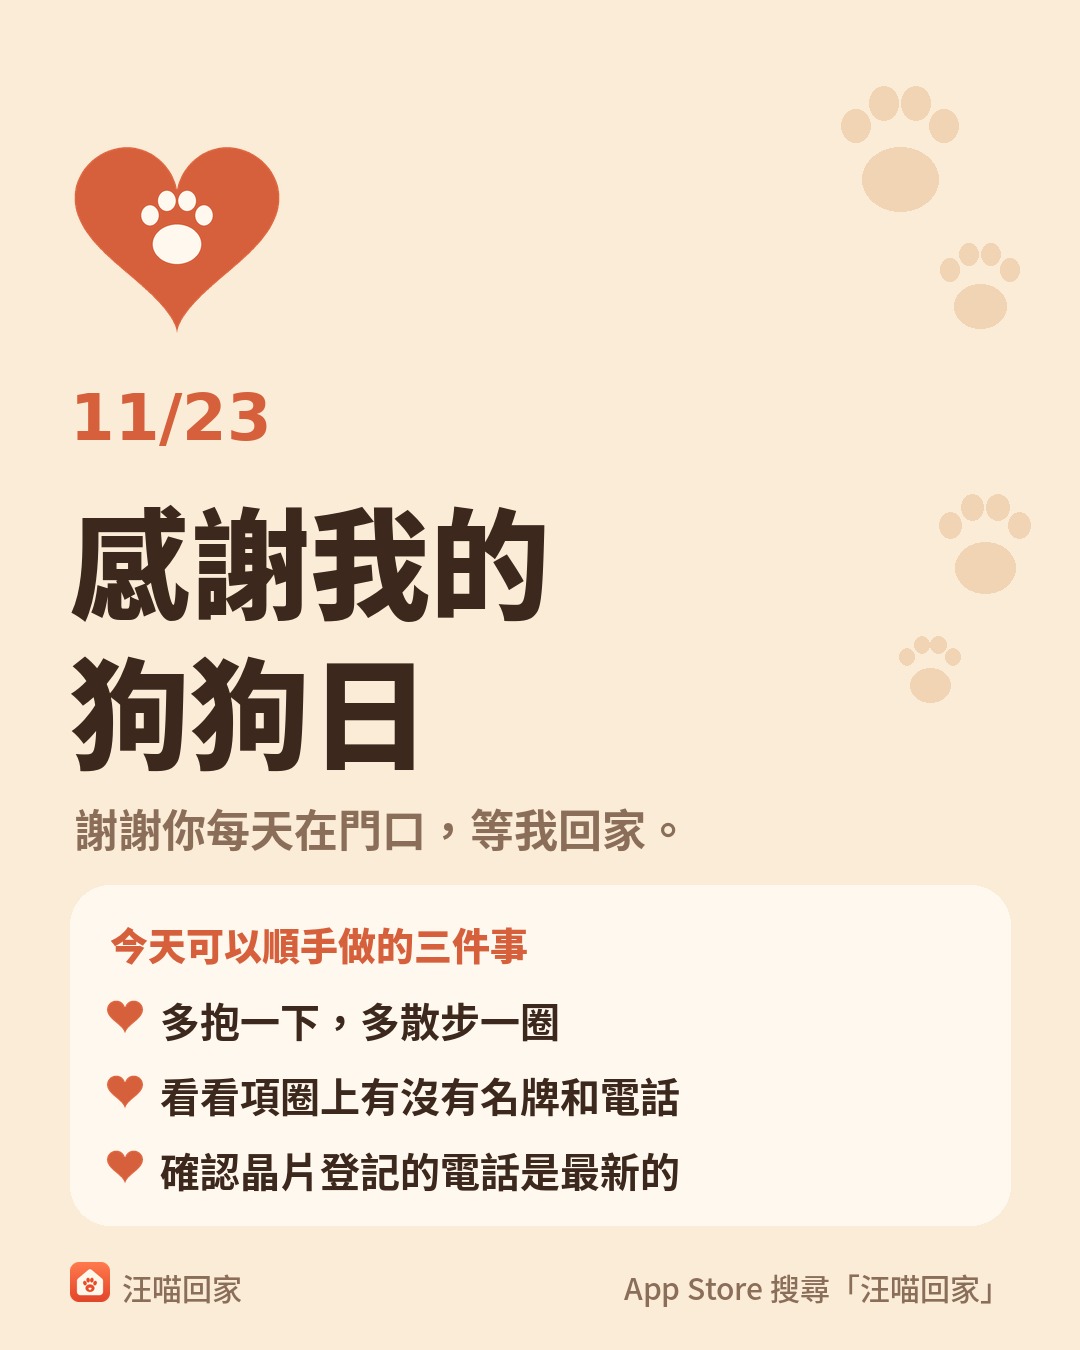 11/23
感謝我的
狗狗日
謝謝你每天在門口，等我回家。
今天可以順手做的三件事
多抱一下，多散步一圈
看看項圈上有沒有名牌和電話
確認晶片登記的電話是最新的
汪喵回家
App Store 搜尋「汪喵回家」